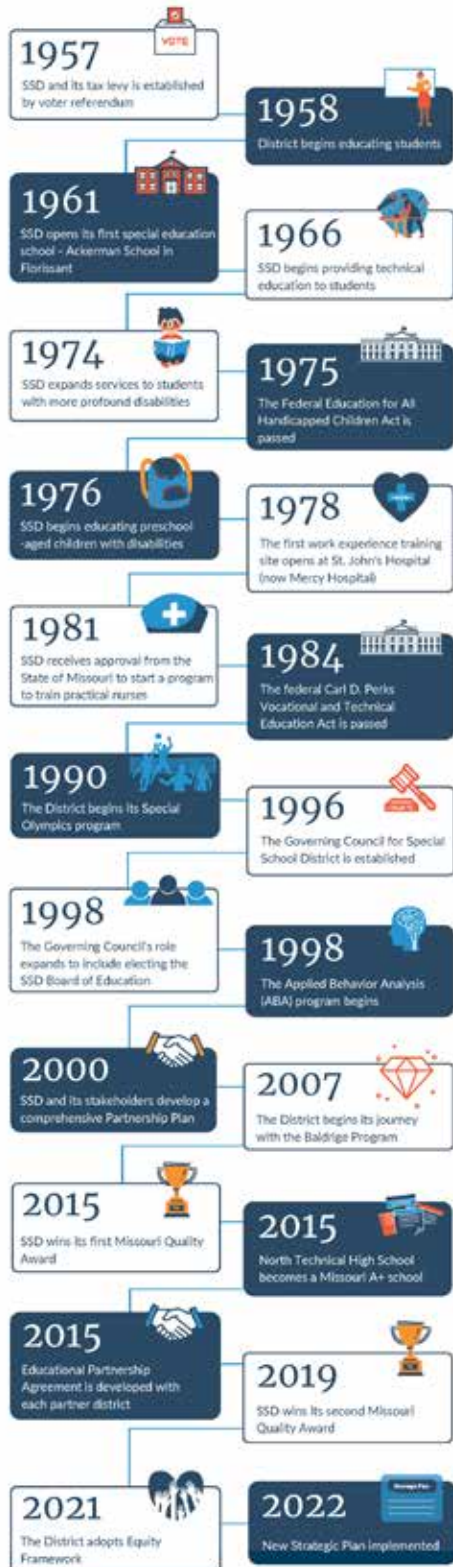 VOTE
1957
SSD and its tax levy is established
by voter referendum
1958
District begins educating students
1961
SSD opens its first special education
school - Ackerman School in
Florissant
1966
SSD begins providing technical
education to students
1974
SSD expands services to students
with more profound disabilities
1975
The Federal Education for All
Handicapped Children Act is
passed
1976
SSD begins educating preschool
-aged children with disabilities
1978
The first work experience training
site opens at St. John's Hospital
(now Mercy Hospital)
1981
SSD receives approval from the
State of Missouri to start a program
to train practical nurses
1984
The federal Carl D. Perks
Vocational and Technical
Education Act is passed
1990
The District begins its Special
Olympics program
1996
The Governing Council for Special
School District is established
1998
The Governing Council's role
expands to include electing the
SSD Board of Education
1998
The Applied Behavior Analysis
(ABA) program begins
2000
SSD and its stakeholders develop a
comprehensive Partnership Plan
2007
The District begins its journey
with the Baldrige Program
2015
SSD wins its first Missouri Quality
Award
2015
North Technical High School
becomes a Missouri A+ school
2015
Educational Partnership
Agreement is developed with
each partner district
2019
SSD wins its second Missouri
Quality Award
2021
The District adopts Equity
Framework
Strategic Plan
2022
New Strategic Plan implemented